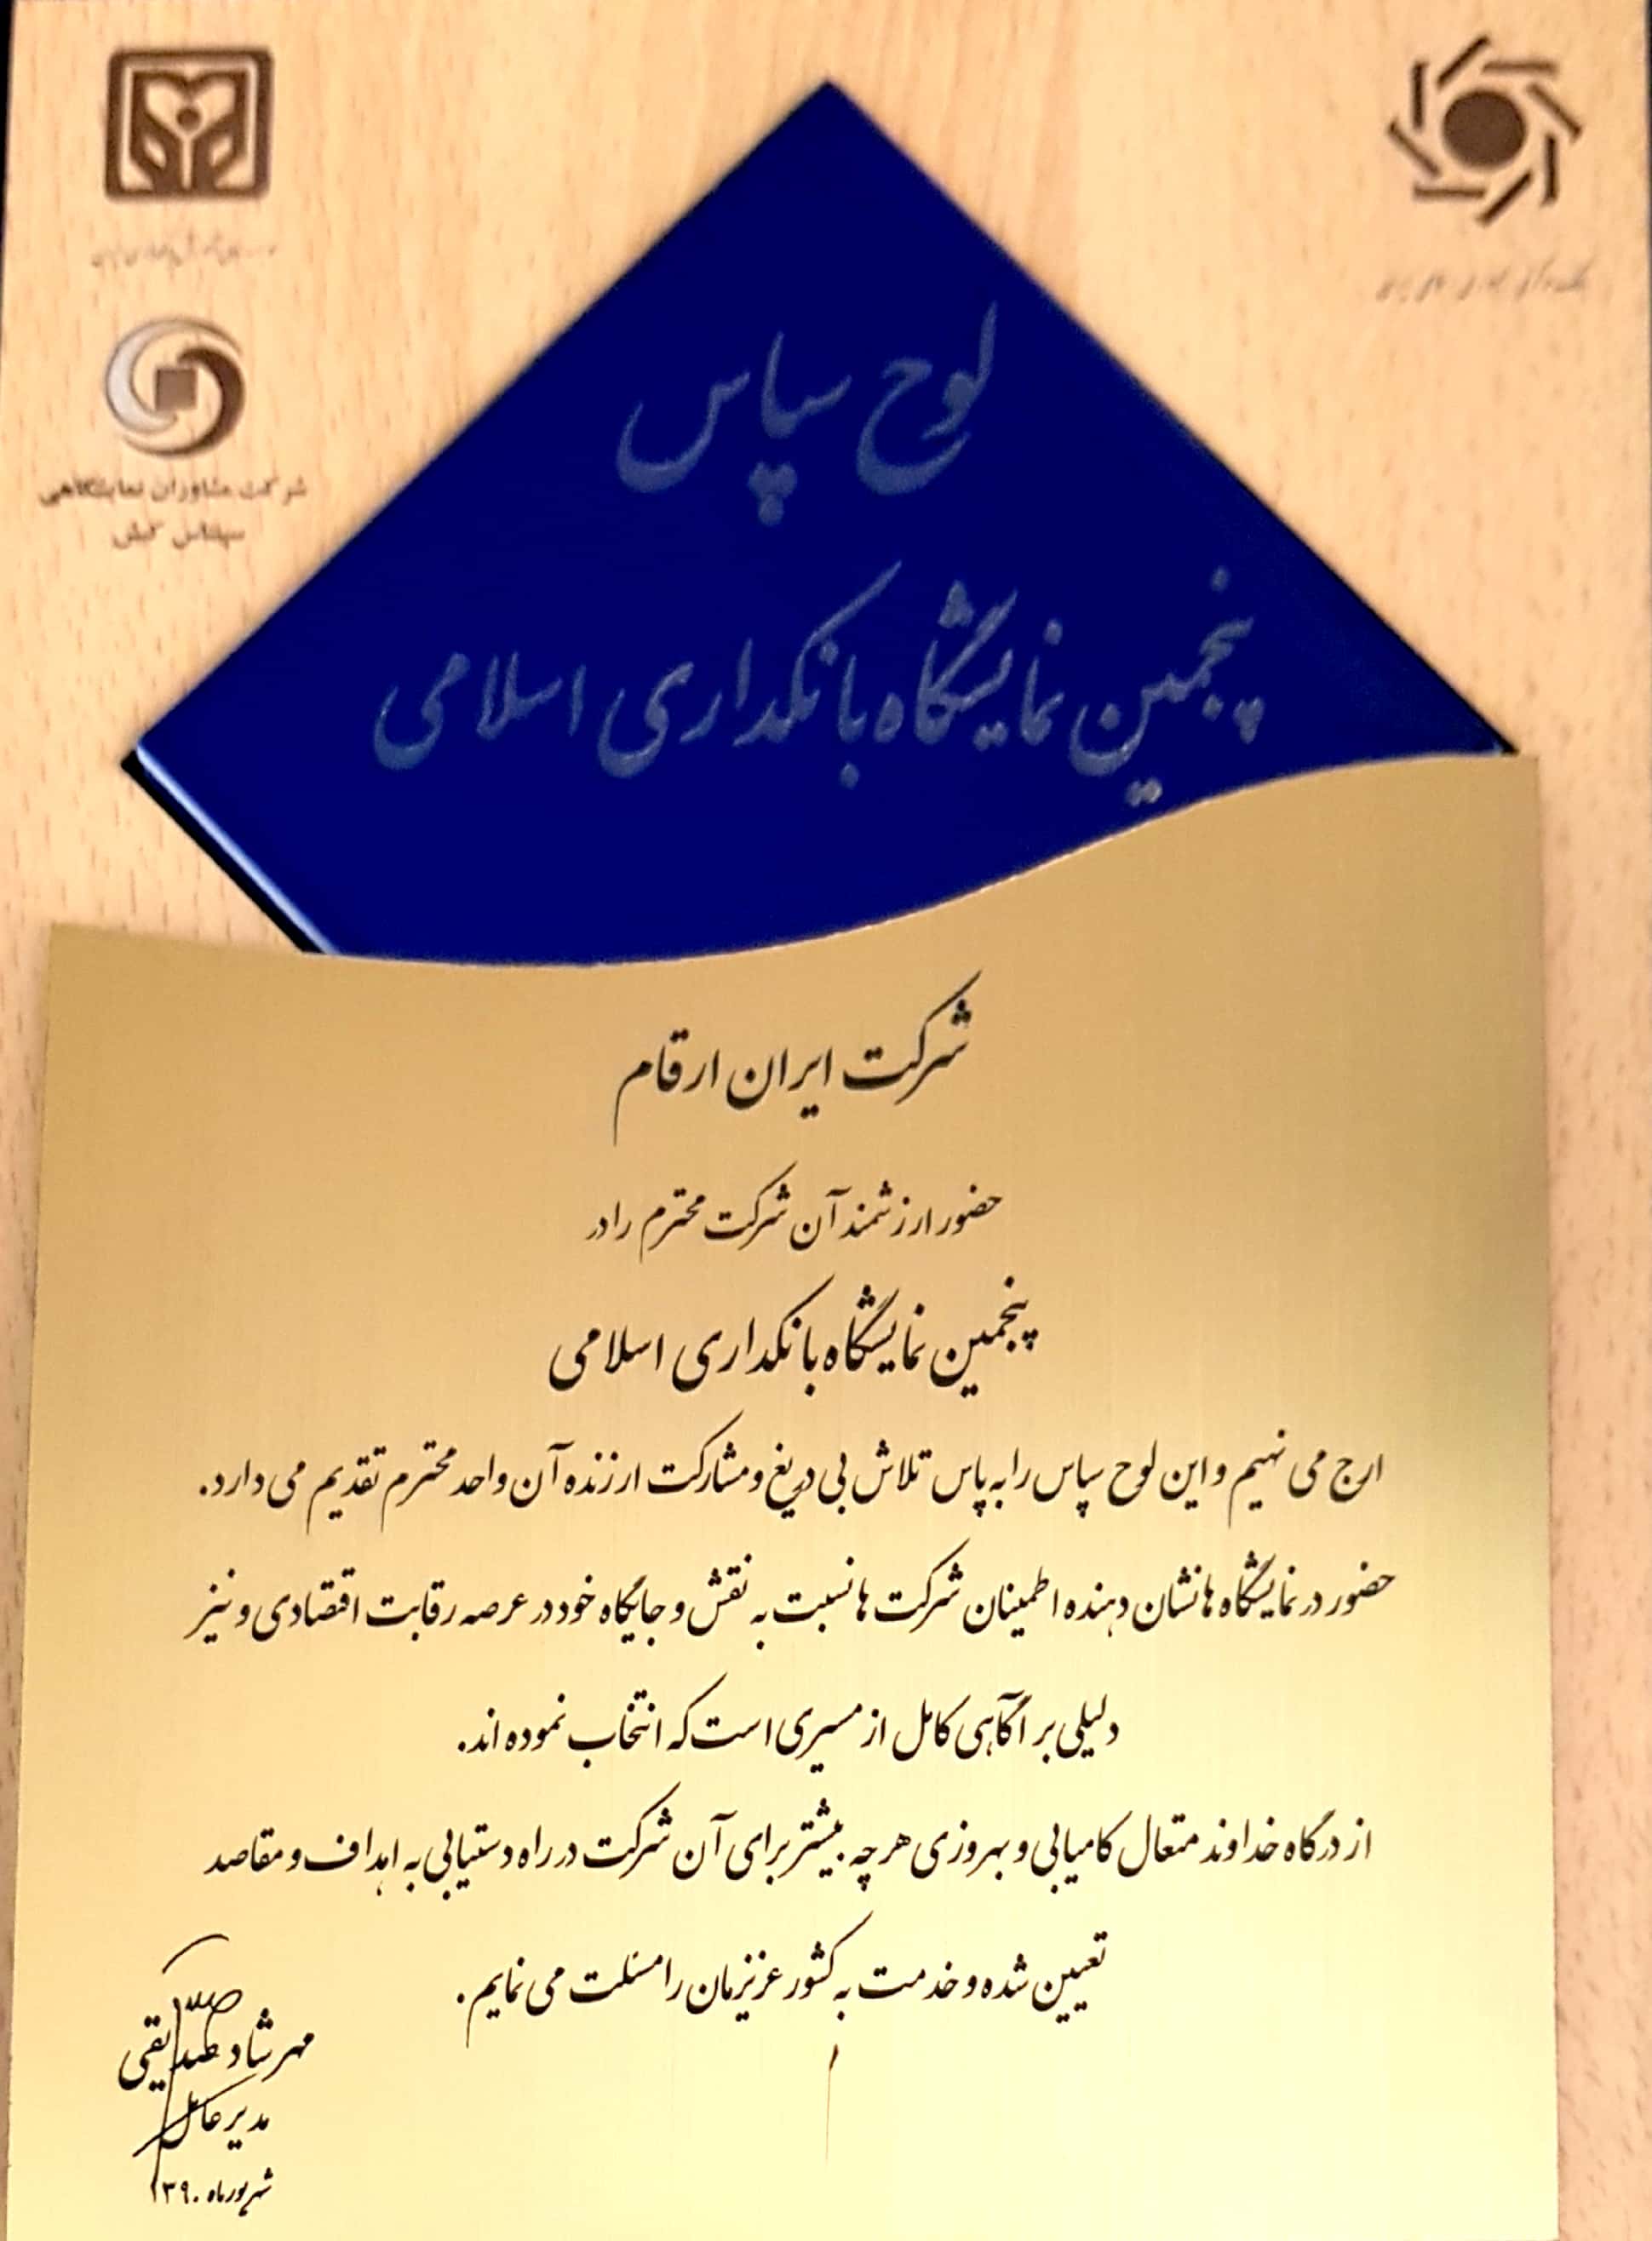 شرکت مشاوران نمایشگاهی
سپتاس کیش
لوح سپاس
پنجمین نمایشگاه بانکداری اسلامی
شرکت ایران ارقام
حضور ارزشمند آن شرکت محترم را در
پنجمین نمایشگاه بانکداری اسلامی
ارج می نهیم و این لوح سپاس را به پاس تلاش بی دریغ و مشارکت ارزنده آن واحد محترم تقدیم می دارد.
حضور در نمایشگاه ها نشان دهنده اطمینان شرکت ها نسبت به نقش و جایگاه خود در عرصه رقابت اقتصادی و نیز
دلیلی بر آگاهی کامل از مسیری است که انتخاب نموده اند.
از درگاه خداوند متعال کامیابی و بهروزی هر چه بیشتر برای آن شرکت در راه دستیابی به اهداف و مقاصد
تعیین شده و خدمت به کشور عزیزمان را مسئلت می نمایم.
مهرشاد صدیقی
مدیر عامل
شهریور ماه ۱۳۹۰